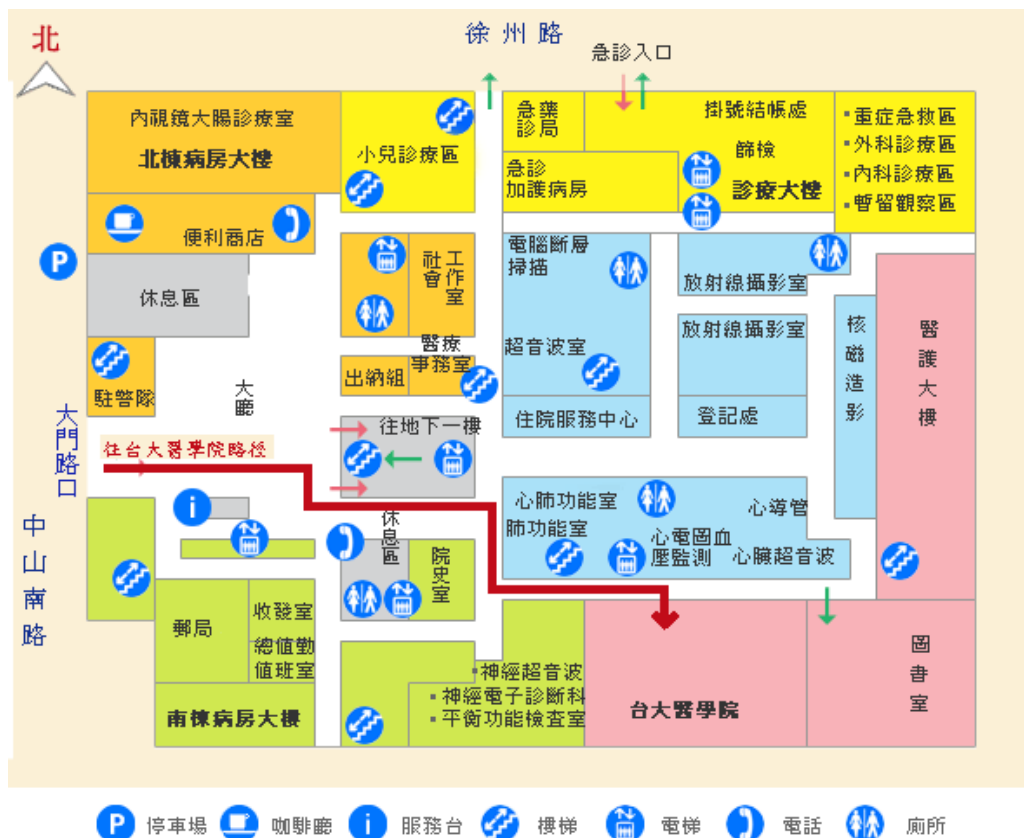 北
徐州路
急診入口
內視鏡大腸診療室
北棟病房大樓
小兒診療區
急診
藥局
掛號結帳處
篩檢
診療大樓
急診
加護病房
▪重症急救區
▪外科診療區
▪內科診療區
▪暫留觀察區
P
便利商店
休息區
社會
工作室
醫療
事務室
出納組
駐警隊
大廳
電腦斷層
掃描
超音波室
住院服務中心
放射線攝影室
放射線攝影室
登記處
核磁造影
醫護大樓
大門路口
中山南路
往台大醫學院路徑
往地下一樓
i
休息區
院史室
心肺功能室
肺功能室
心導管
心電圖血
壓監測
心臟超音波
郵局
收發室
總值勤
值班室
南棟病房大樓
▪神經超音波
▪神經電子診斷科
▪平衡功能檢查室
台大醫學院
圖書室
P 停車場
咖啡廳
i 服務台
樓梯
電梯
電話
廁所